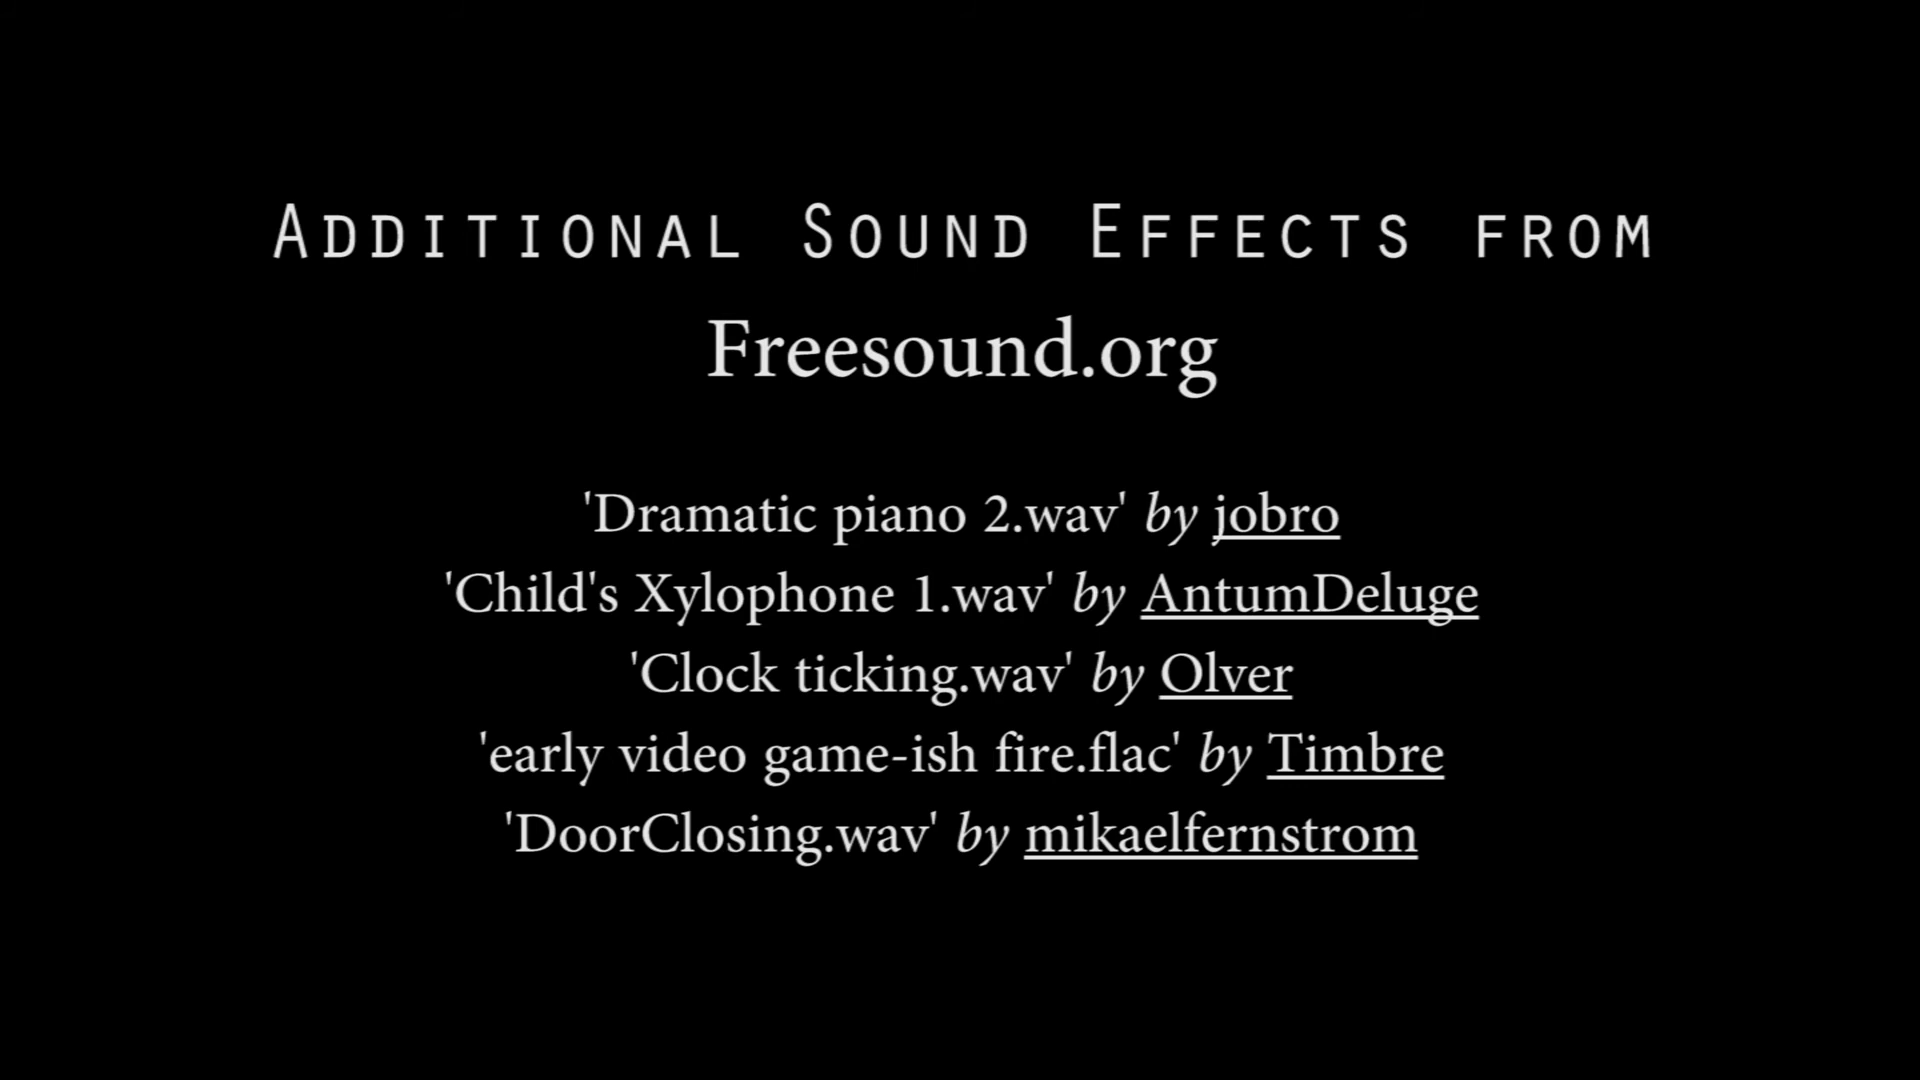 Additional Sound Effects from
Freesound.org
'Dramatic piano 2.wav' by jobro
'Child's Xylophone 1.wav' by AntumDeluge
'Clock ticking.wav' by Olver
'early video game-ish fire.flac' by Timbre
'DoorClosing.wav' by mikaelfernstrom